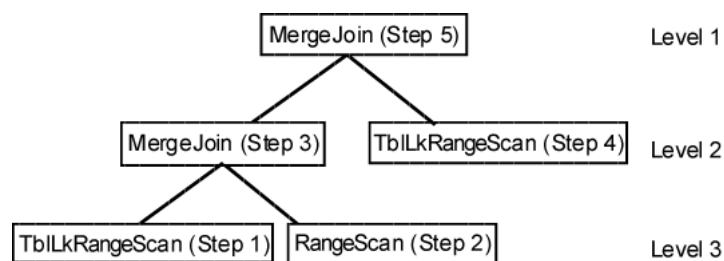 MergeJoin (Step 5) Level 1
MergeJoin (Step 3) TblLkRangeScan (Step 4) Level 2
TblLkRangeScan (Step 1) RangeScan (Step 2) Level 3